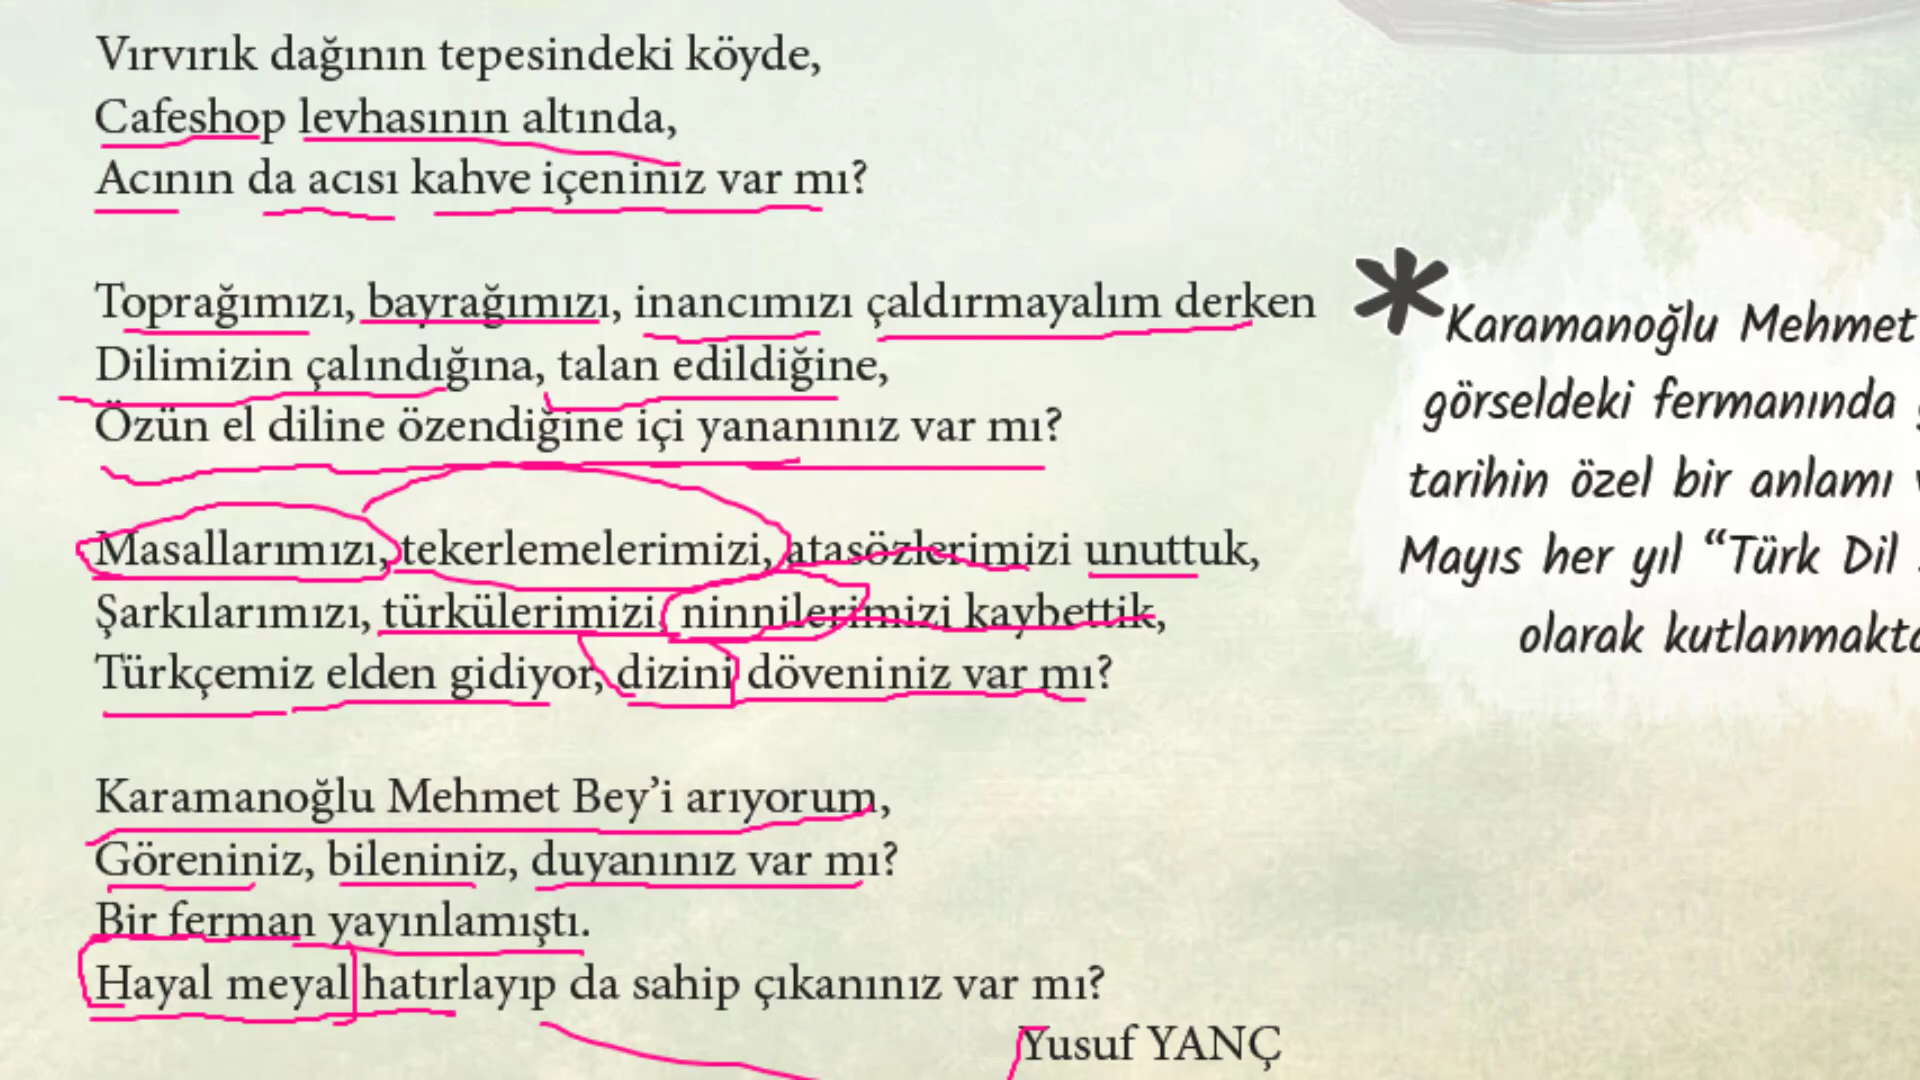 Vırvırık dağının tepesindeki köyde,
Cafeshop levhasının altında,
Acının da acısı kahve içeniniz var mı?
Toprağımızı, bayrağımızı, inancımızı çaldırmayalım derken
Dilimizin çalındığına, talan edildiğine,
Özün el diline özendiğine içi yananınız var mı?
Masallarımızı, tekerlemelerimizi, atasözlerimizi unuttuk,
Şarkılarımızı, türkülerimizi, ninnilerimizi kaybettik,
Türkçemiz elden gidiyor, dizini döveniniz var mı?
Karamanoğlu Mehmet Bey'i arıyorum,
Göreniniz, bileniniz, duyanınız var mı?
Bir ferman yayınlamıştı.
Hayal meyal hatırlayıp da sahip çıkanınız var mı?
Yusuf YANÇ
*Karamanoğlu Mehmet
görseldeki fermanında
tarihin özel bir anlamı
Mayıs her yıl "Türk Dil
olarak kutlanmakta